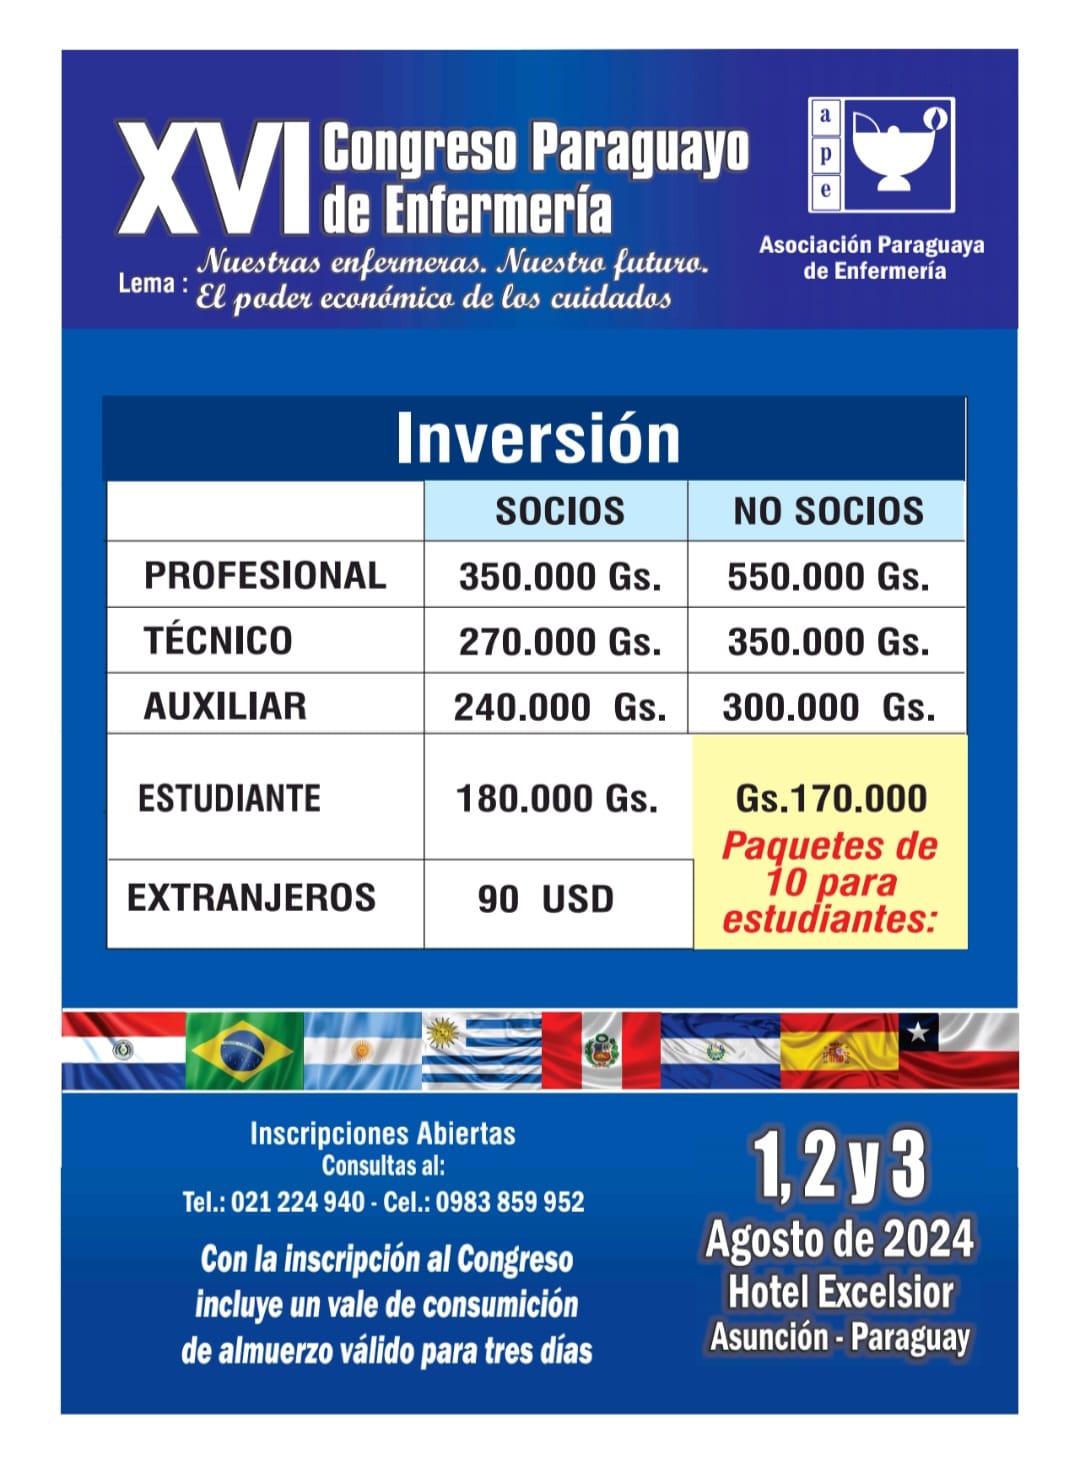 XVI Congreso Paraguayo
de Enfermería
Lema : Nuestras enfermeras. Nuestro futuro.
El poder económico de los cuidados
a
p
e
Asociación Paraguaya
de Enfermería
Inversión
SOCIOS NO SOCIOS
PROFESIONAL 350.000 Gs. 550.000 Gs.
TÉCNICO 270.000 Gs. 350.000 Gs.
AUXILIAR 240.000 Gs. 300.000 Gs.
ESTUDIANTE 180.000 Gs. Gs.170.000
Paquetes de
10 para
estudiantes:
EXTRANJEROS 90 USD
Inscripciones Abiertas
Consultas al:
Tel.: 021 224 940 - Cel.: 0983 859 952
Con la inscripción al Congreso
incluye un vale de consumición
de almuerzo válido para tres días
1, 2 y 3
Agosto de 2024
Hotel Excelsior
Asunción - Paraguay